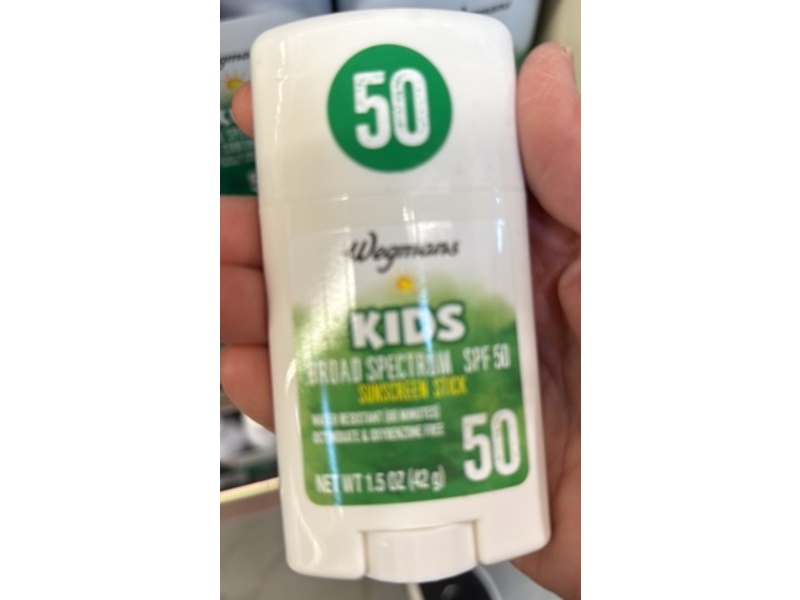 50
Wegmans
KIDS
BROAD SPECTRUM SPF 50
SUNSCREEN STICK
WATER RESISTANT (80 MINUTES)
OCTINOXATE & OXYBENZONE FREE
50
NET WT 1.5 OZ (42 g)